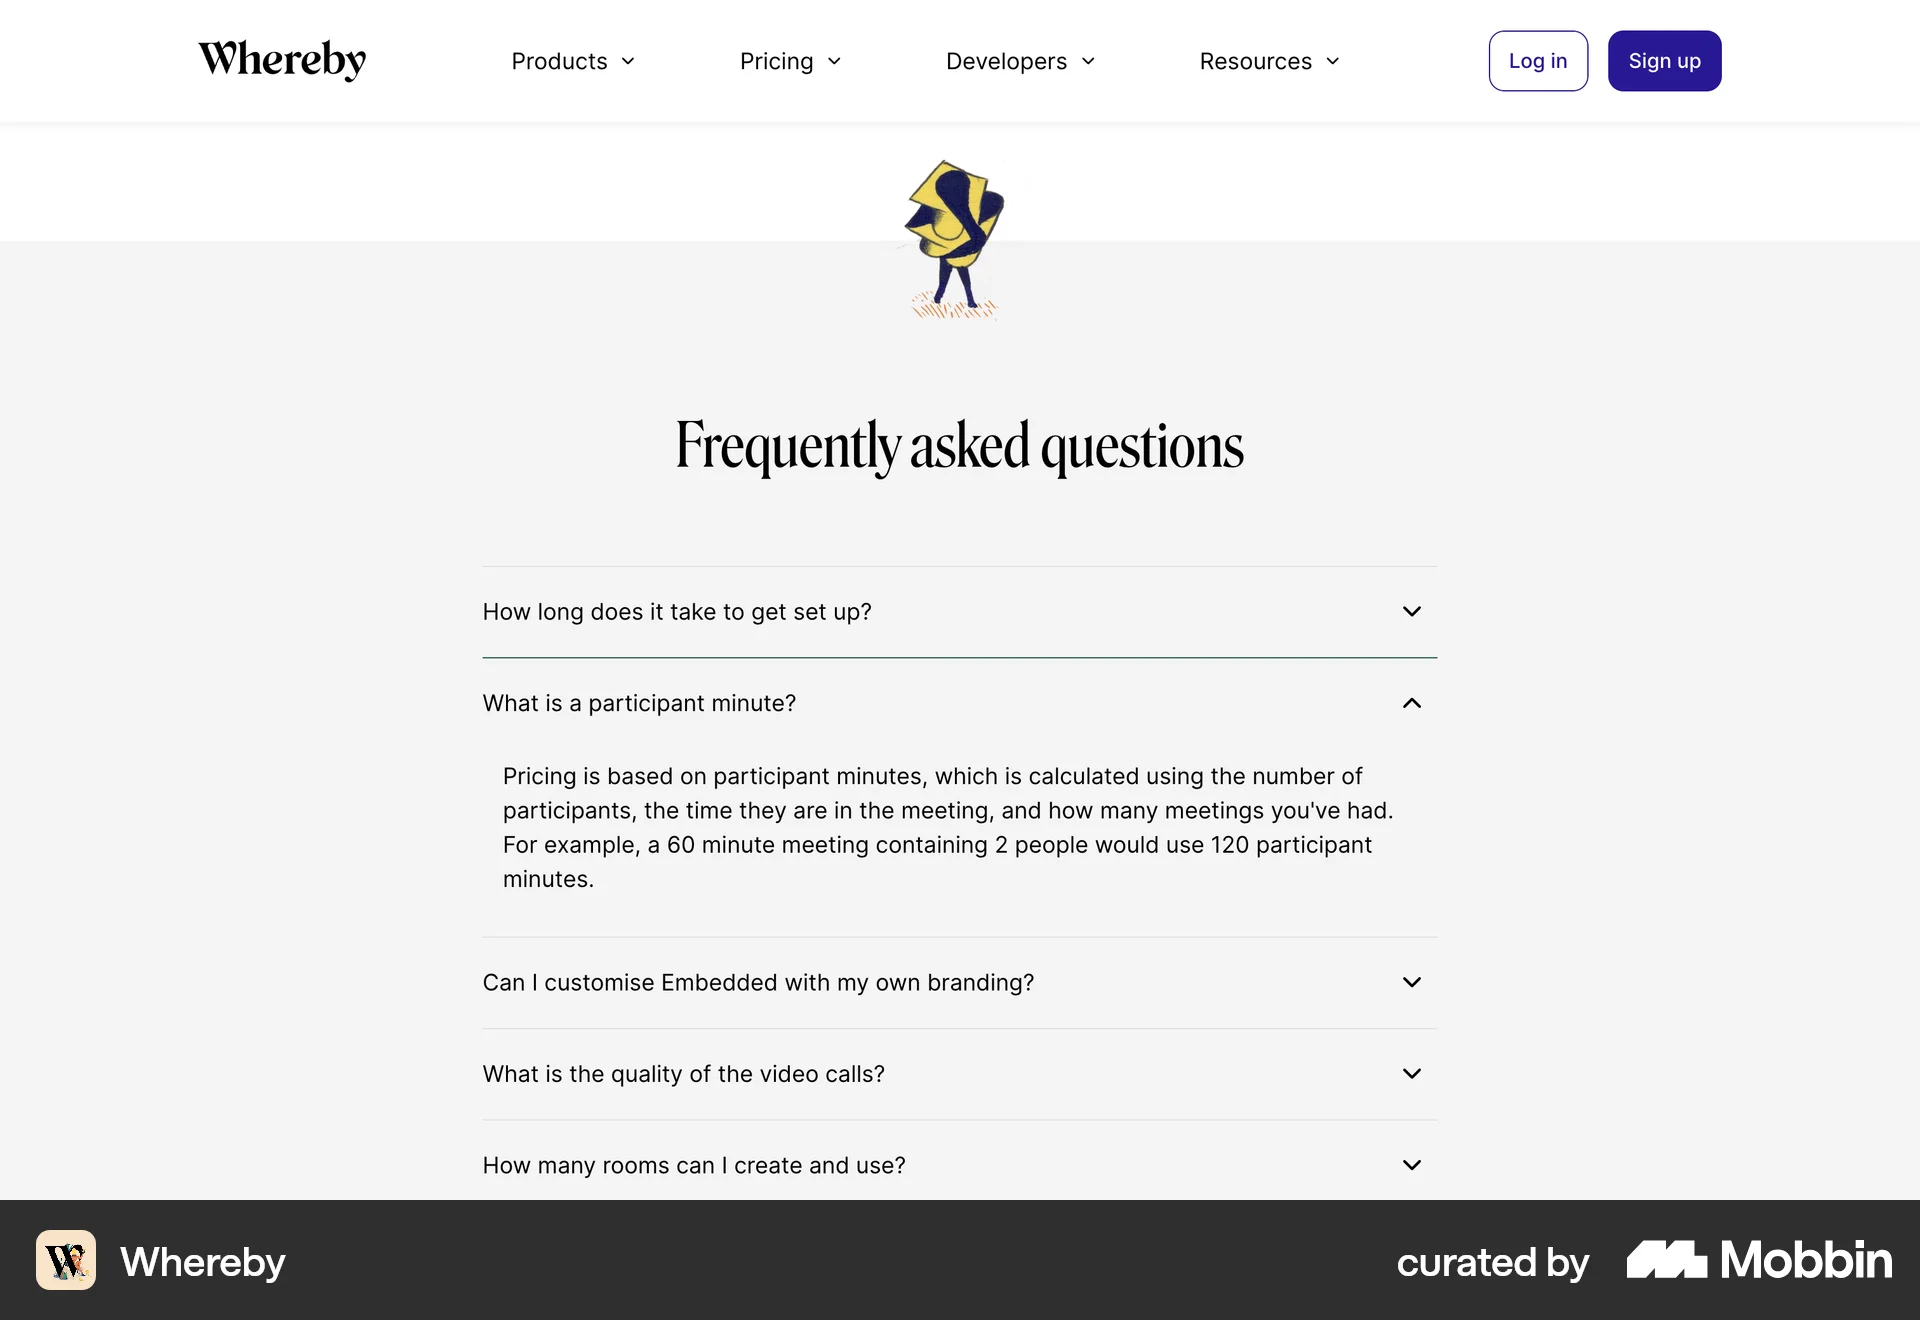 Whereby
Products
Pricing
Developers
Resources
Log in
Sign up
Frequently asked questions
How long does it take to get set up?
What is a participant minute?
Pricing is based on participant minutes, which is calculated using the number of
participants, the time they are in the meeting, and how many meetings you've had.
For example, a 60 minute meeting containing 2 people would use 120 participant
minutes.
Can I customise Embedded with my own branding?
What is the quality of the video calls?
How many rooms can I create and use?
W
Whereby
curated by
Mobbin